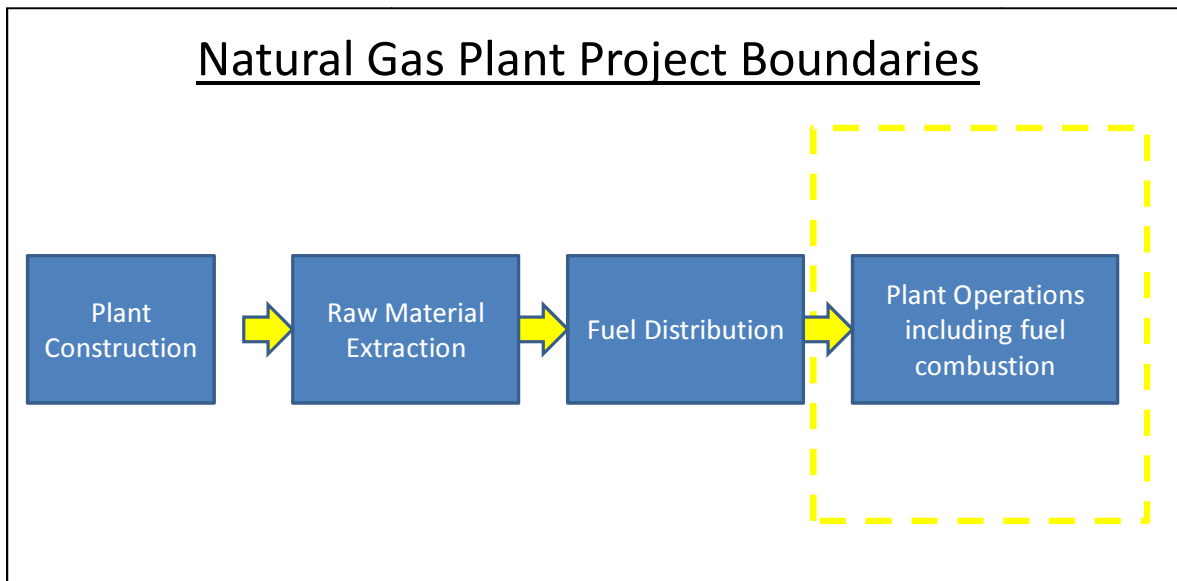 Natural Gas Plant Project Boundaries
Plant
Construction
Raw Material
Extraction
Fuel Distribution
Plant Operations
including fuel
combustion